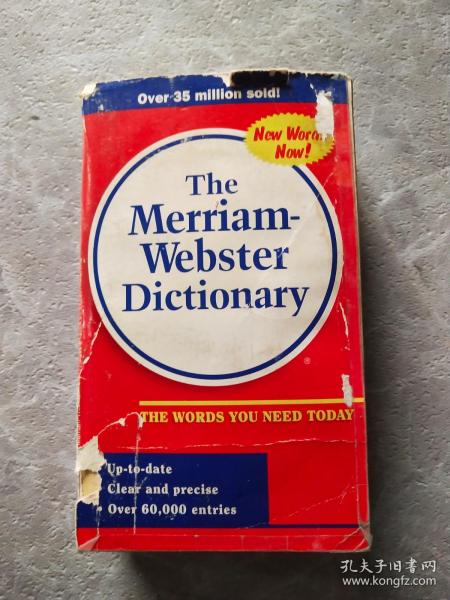 Over 35 million sold!
New Words
Now!
The
Merriam-
Webster
Dictionary
®
THE WORDS YOU NEED TODAY
• Up-to-date
• Clear and precise
• Over 60,000 entries
孔夫子旧书网
www.kongfz.com